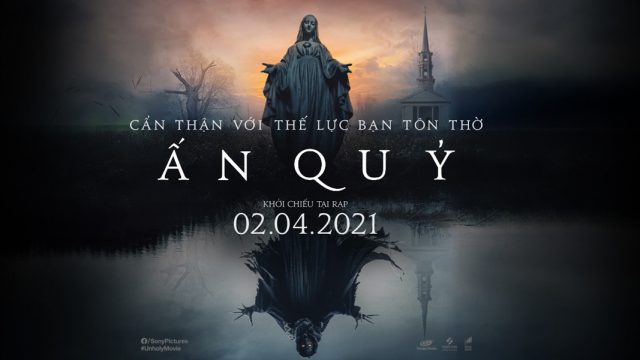 CẨN THẬN VỚI THẾ LỰC BẠN TÔN THỜ
ẤN QUỶ
KHỞI CHIẾU TẠI RẠP
02.04.2021
/SonyPictures
#UnholyMovie